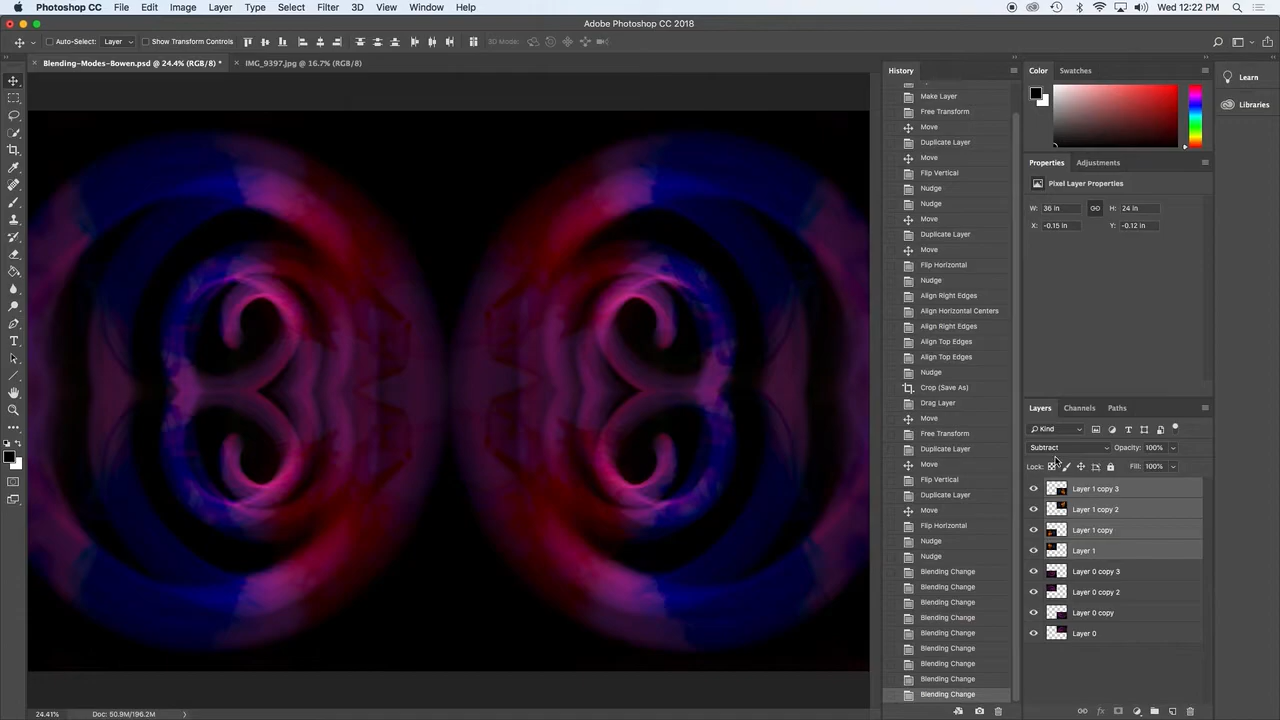 Photoshop CC File Edit Image Layer Type Select Filter 3D View Window Help Wed 12:22 PM
Adobe Photoshop CC 2018
Auto-Select: Layer Show Transform Controls 3D Mode:
Blending-Modes-Bowen.psd @ 24.4% (RGB/8) * IMG_9397.jpg @ 16.7% (RGB/8)
History
Make Layer
Free Transform
Move
Duplicate Layer
Move
Flip Vertical
Nudge
Nudge
Move
Duplicate Layer
Move
Flip Horizontal
Nudge
Align Right Edges
Align Horizontal Centers
Align Right Edges
Align Top Edges
Align Top Edges
Nudge
Crop (Save As)
Drag Layer
Move
Free Transform
Duplicate Layer
Move
Flip Vertical
Duplicate Layer
Move
Flip Horizontal
Nudge
Nudge
Blending Change
Blending Change
Blending Change
Blending Change
Blending Change
Blending Change
Blending Change
Blending Change
Blending Change
Color Swatches
Properties Adjustments
Pixel Layer Properties
W: 36 in H: 24 in
X: -0.15 in Y: -0.12 in
Layers Channels Paths
Kind
Subtract Opacity: 100%
Lock: Fill: 100%
Layer 1 copy 3
Layer 1 copy 2
Layer 1 copy
Layer 1
Layer 0 copy 3
Layer 0 copy 2
Layer 0 copy
Layer 0
Learn
Libraries
24.41% Doc: 50.9M/196.2M